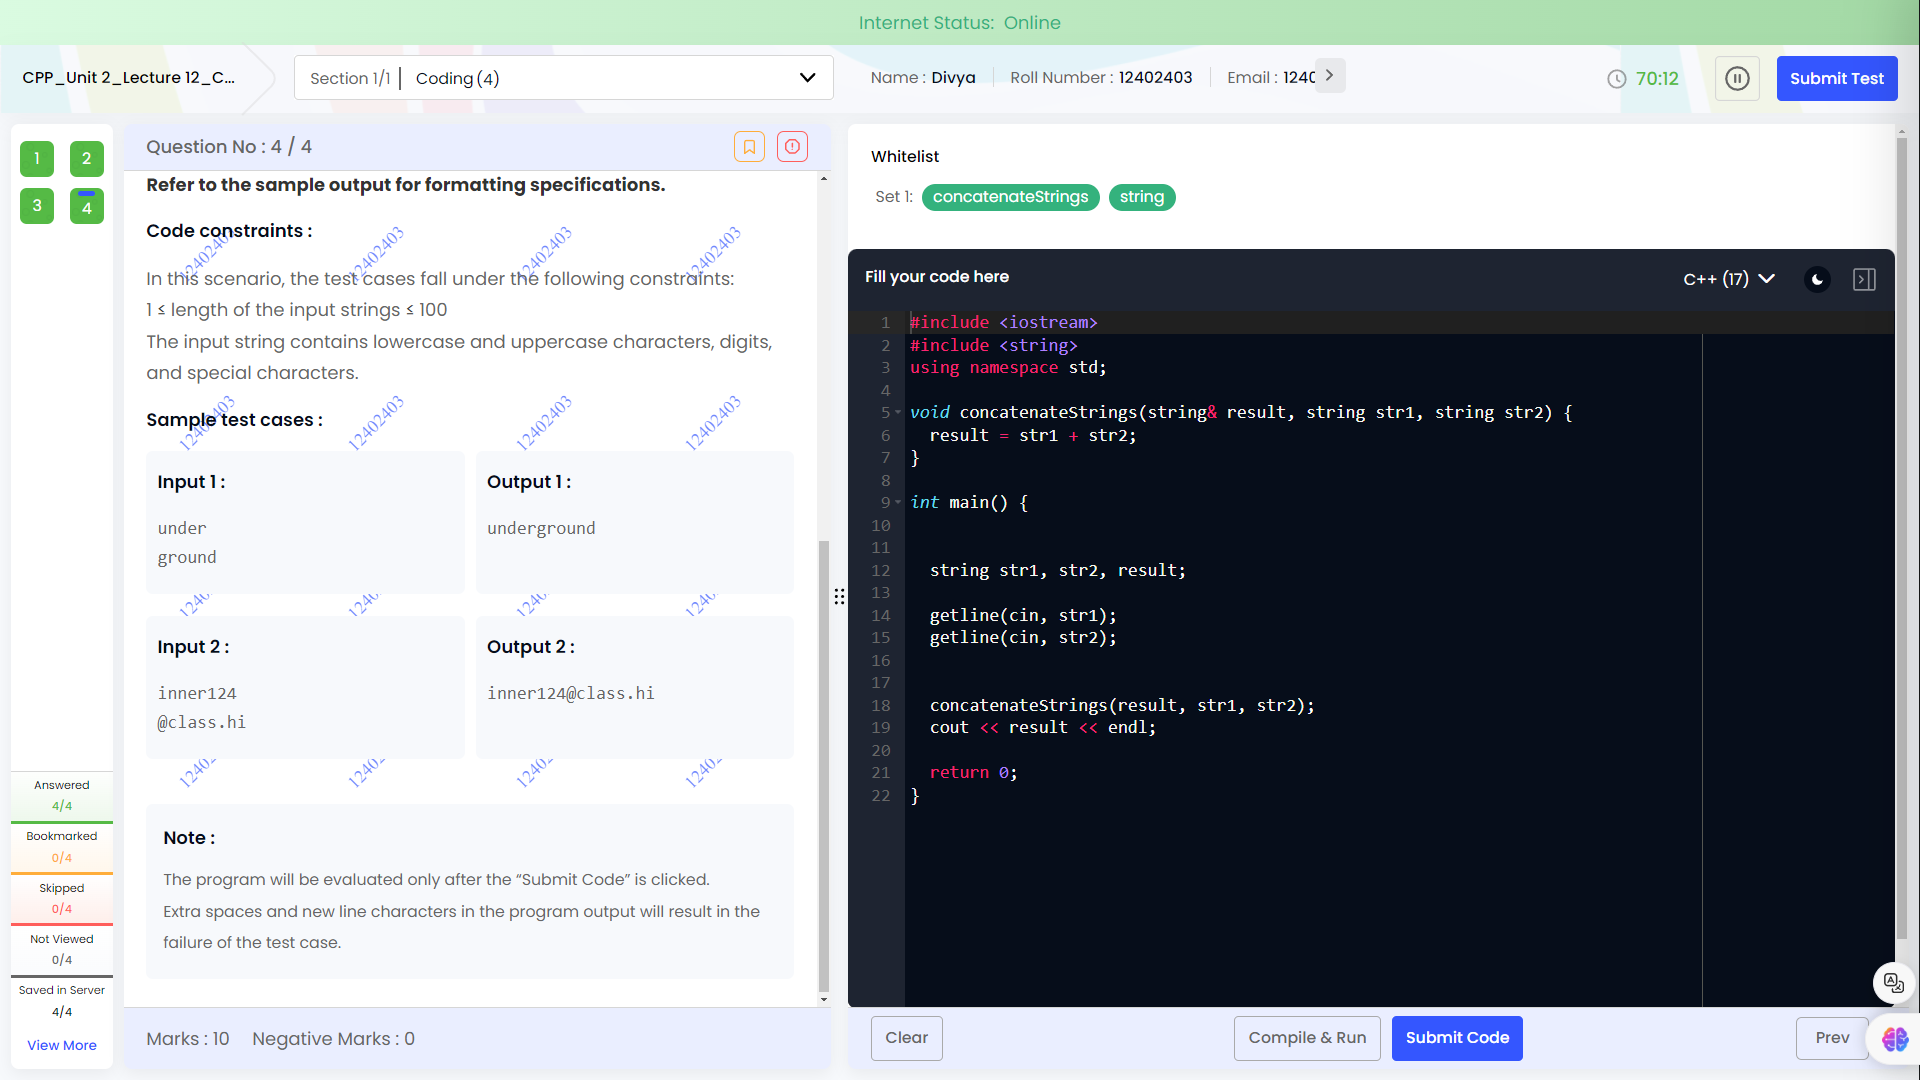 Internet Status: Online
CPP_Unit 2_Lecture 12_C...
Section 1/1 | Coding (4)
Name : Divya
Roll Number : 12402403
Email : 1240
70:12
Submit Test
1
2
3
4
Question No : 4 / 4
Refer to the sample output for formatting specifications.
Code constraints :
In this scenario, the test cases fall under the following constraints:
1 ≤ length of the input strings ≤ 100
The input string contains lowercase and uppercase characters, digits,
and special characters.
Sample test cases :
Input 1 :
under
ground
Output 1 :
underground
Input 2 :
inner124
@class.hi
Output 2 :
inner124@class.hi
Note :
The program will be evaluated only after the “Submit Code” is clicked.
Extra spaces and new line characters in the program output will result in the
failure of the test case.
12402403 12402403 12402403 12402403
12402403 12402403 12402403 12402403
Answered
4/4
Bookmarked
0/4
Skipped
0/4
Not Viewed
0/4
Saved in Server
4/4
View More
Marks : 10 Negative Marks : 0
Whitelist
Set 1: concatenateStrings string
Fill your code here
C++ (17)
1 #include <iostream>
2 #include <string>
3 using namespace std;
4
5 void concatenateStrings(string& result, string str1, string str2) {
6 result = str1 + str2;
7 }
8
9 int main() {
10
11
12 string str1, str2, result;
13
14 getline(cin, str1);
15 getline(cin, str2);
16
17
18 concatenateStrings(result, str1, str2);
19 cout << result << endl;
20
21 return 0;
22 }
Clear
Compile & Run
Submit Code
Prev